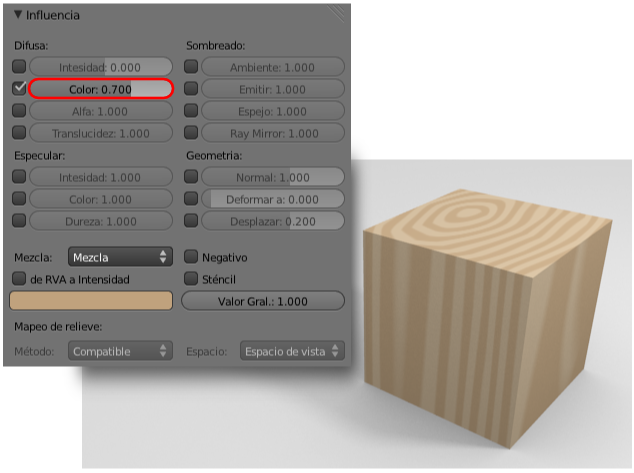 Influencia
Difusa: Sombreado:
Intesidad: 0.000 Ambiente: 1.000
Color: 0.700 Emitir: 1.000
Alfa: 1.000 Espejo: 1.000
Translucidez: 1.000 Ray Mirror: 1.000
Especular: Geometria:
Intesidad: 1.000 Normal: 1.000
Color: 1.000 Deformar a: 0.000
Dureza: 1.000 Desplazar: 0.200
Mezcla: Mezcla Negativo
de RVA a Intensidad Sténcil
Valor Gral.: 1.000
Mapeo de relieve:
Método: Compatible Espacio: Espacio de vista